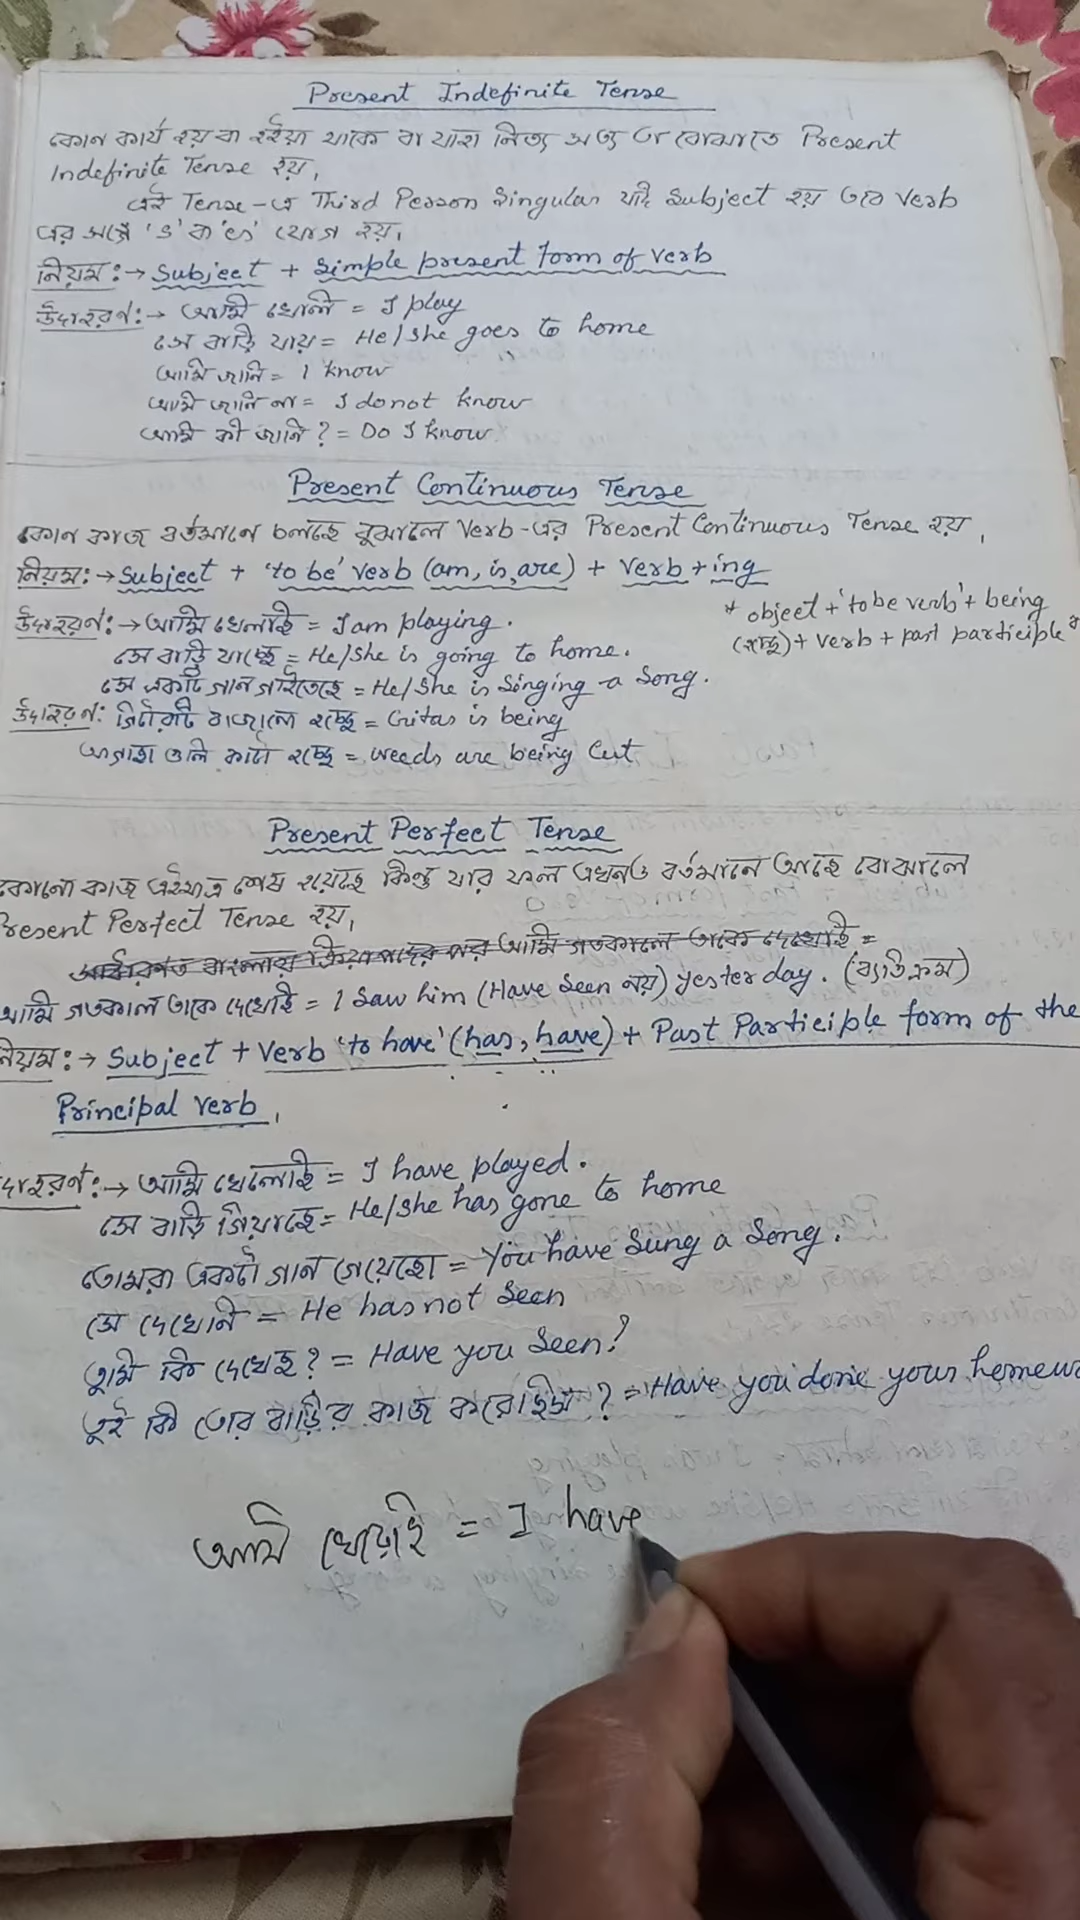 Present Indefinite Tense
কোন কার্য হয় বা হইয়া থাকে বা যাহা নিত্য সত্য তা বোঝাতে Present
Indefinite Tense হয়,
এই Tense-এ Third Person Singular যদি Subject হয় তবে Verb
এর সঙ্গে 's' বা 'es' যোগ হয়,
নিয়ম:→ Subject + Simple present form of verb
উদাহরণ:→ আমি খেলি = I play
সে বাড়ি যায় = He/she goes to home
আমি জানি = I know
আমি জানি না = I donot know
আমি কী জানি? = Do I know
Present Continuous Tense
কোন কাজ বর্তমানে চলছে বুঝালে Verb-এর Present Continuous Tense হয়,
নিয়ম:→ Subject + 'to be' verb (am, is, are) + verb + ing
* object + 'to be verb' + being
(হচ্ছে) + verb + past participle
উদাহরণ:→ আমি খেলছি = I am playing.
সে বাড়ি যাচ্ছে = He/She is going to home.
সে একটি গান গাইতেছে = He/She is Singing a Song.
উদাহরণ: গিটারটি বাজানো হচ্ছে = Gitas is being
আগাছা গুলি কাটা হচ্ছে = weeds are being Cut
Present Perfect Tense
কোনো কাজ এইমাত্র শেষ হয়েছে কিন্তু যার ফল এখনও বর্তমানে আছে বোঝালে
Present Perfect Tense হয়,
আমি গতকাল তাকে দেখেছি =
আমি গতকাল তাকে দেখেছি = I Saw him (Have Seen নয়) yesterday. (ব্যতিক্রম)
নিয়ম:→ Subject + Verb 'to have' (has, have) + Past Participle form of the
Principal verb,
উদাহরণ:→ আমি খেলেছি = I have played.
সে বাড়ি গিয়াছে = He/she has gone to home
তোমরা একটা গান গেয়েছো = You have Sung a Song.
সে দেখেনি = He has not Seen
তুমি কি দেখেছ? = Have you Seen?
তুই কি তোর বাড়ির কাজ করেছিস? = Have you done your homew
আমি খেয়েছি = I have